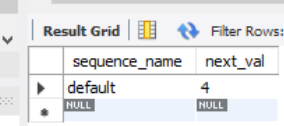 Result Grid Filter Rows:
sequence_name next_val
default 4
NULL NULL